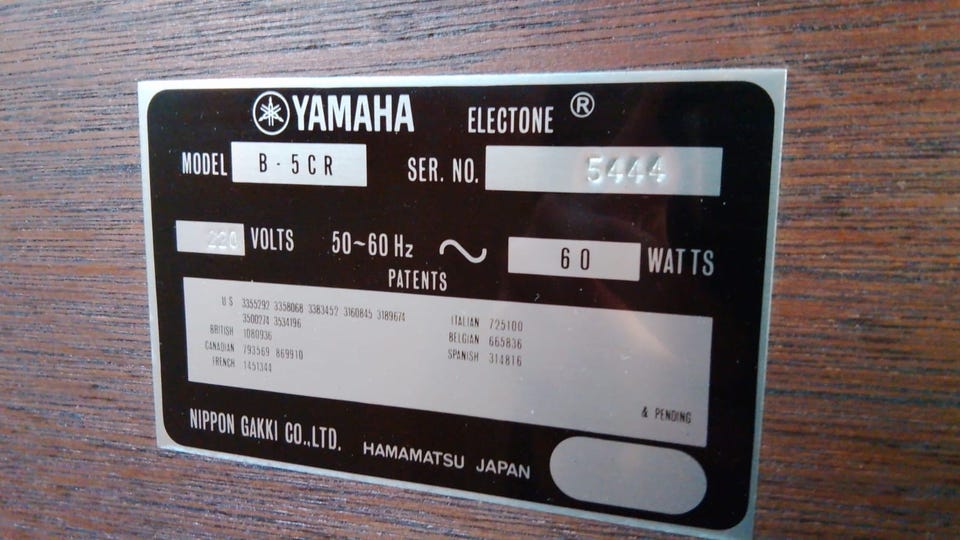 YAMAHA ELECTONE ®
MODEL B-5CR SER. NO. 5444
220 VOLTS 50~60 Hz 60 WATTS
PATENTS
US 3355292 3358068 3383452 3160845 3189674
3500274 3534196
BRITISH 1080936
CANADIAN 793569 869910
FRENCH 1451344
ITALIAN 725100
BELGIAN 665836
SPANISH 314816
& PENDING
NIPPON GAKKI CO.,LTD. HAMAMATSU JAPAN